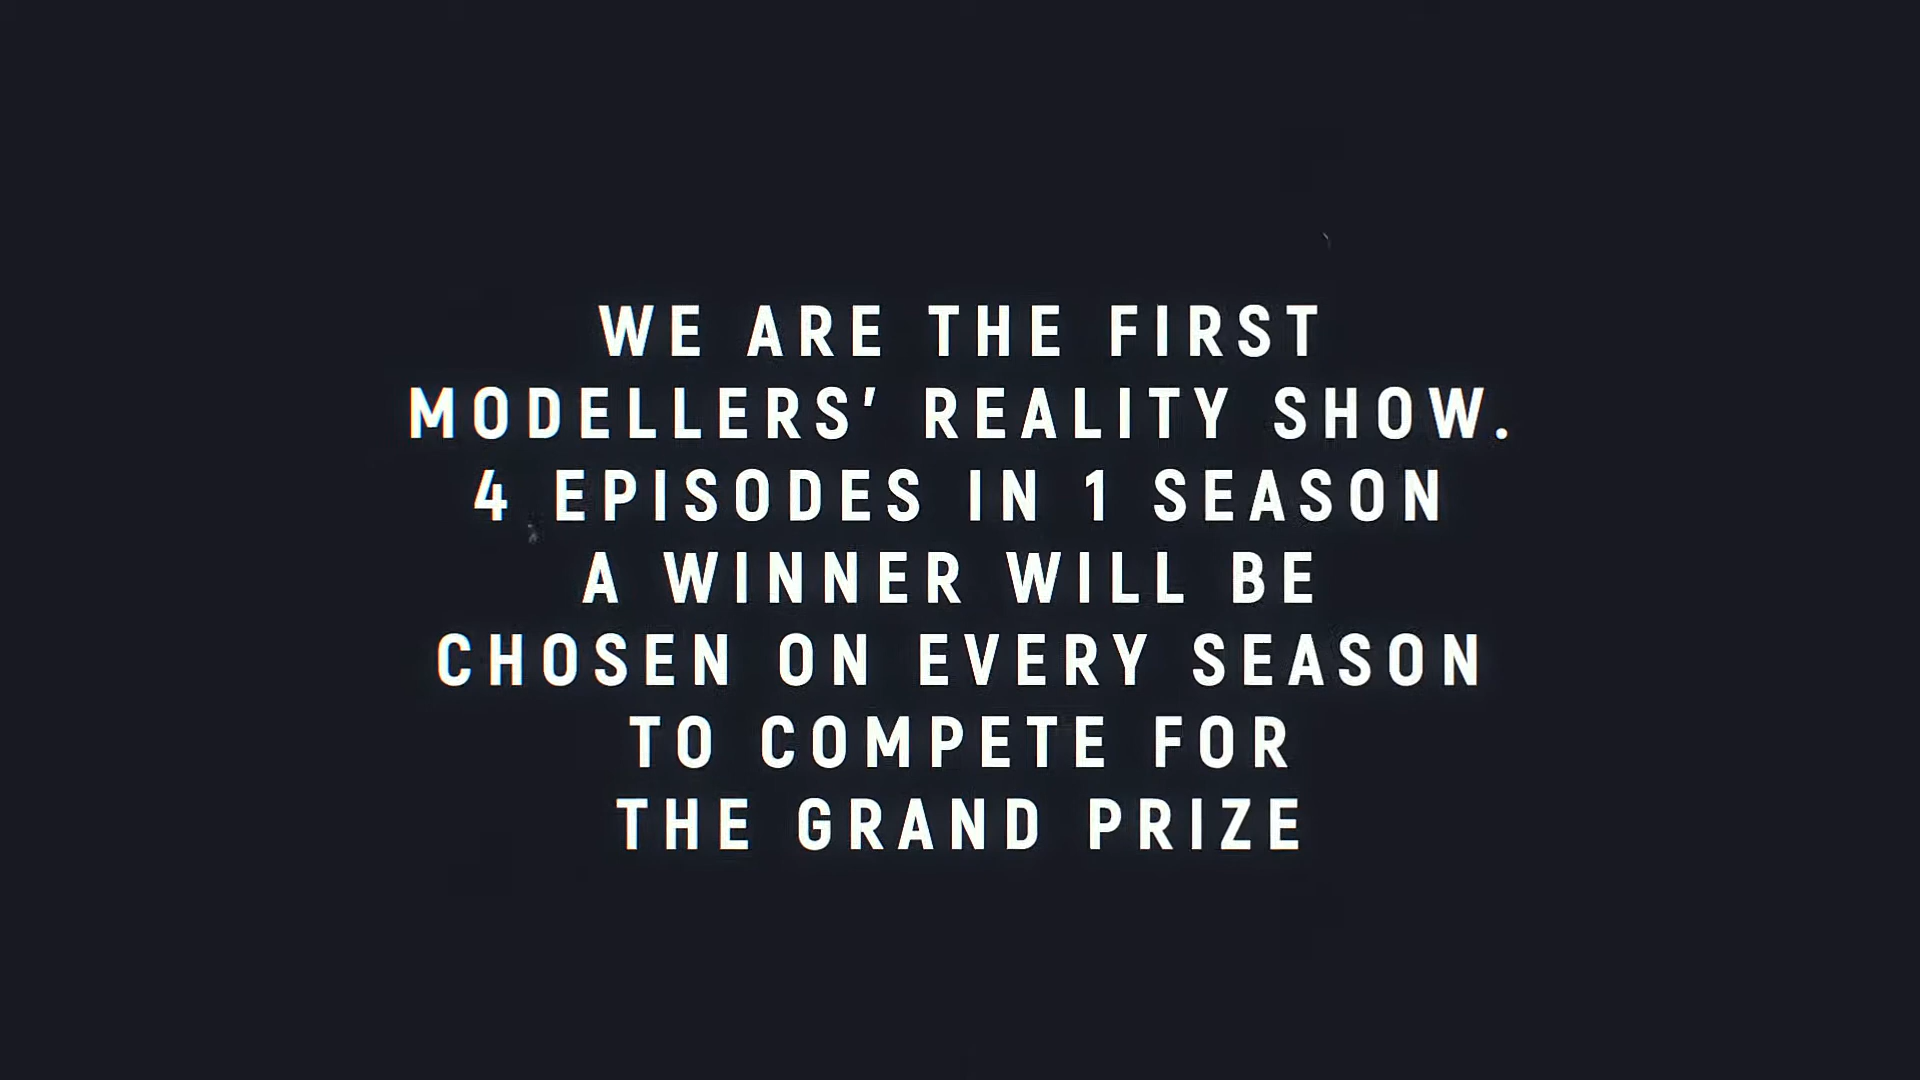 WE ARE THE FIRST
MODELLERS’ REALITY SHOW.
4 EPISODES IN 1 SEASON
A WINNER WILL BE
CHOSEN ON EVERY SEASON
TO COMPETE FOR
THE GRAND PRIZE